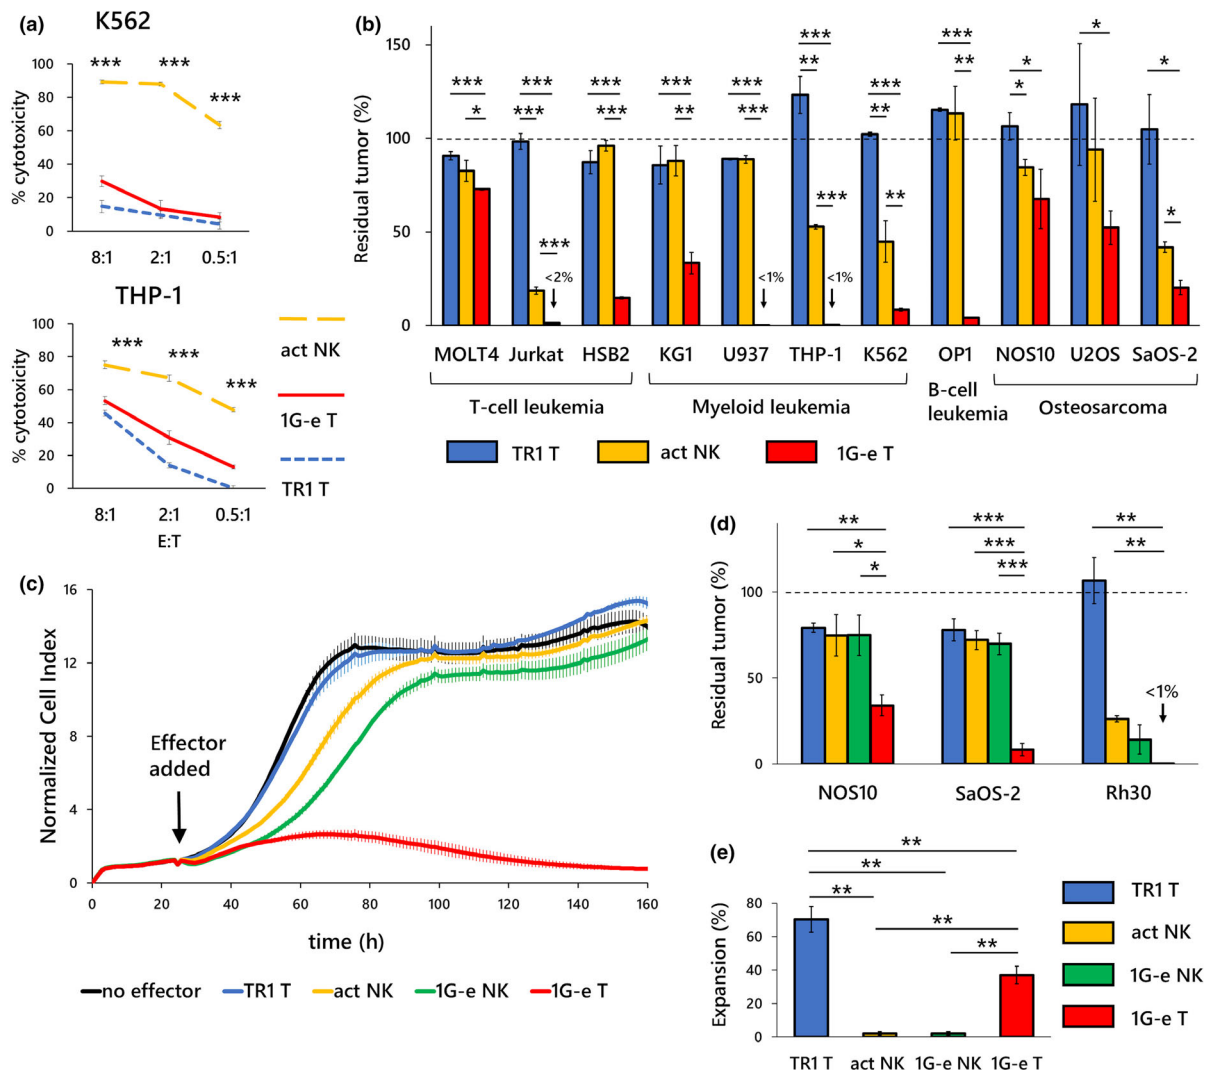 (a)
K562
% cytotoxicity
100
80
60
40
20
0
***
***
***
8:1
2:1
0.5:1
THP-1
% cytotoxicity
100
80
60
40
20
0
***
***
***
8:1
2:1
0.5:1
E:T
act NK
1G-e T
TR1 T
(b)
Residual tumor (%)
150
100
50
0
*** *** *** *** *** *** *** *** * * *
* *** *** ** *** ** ** ** *
*** *** ** *
<2%
<1%
<1%
MOLT4 Jurkat HSB2 KG1 U937 THP-1 K562 OP1 NOS10 U2OS SaOS-2
T-cell leukemia
Myeloid leukemia
B-cell
leukemia
Osteosarcoma
TR1 T
act NK
1G-e T
(c)
Normalized Cell Index
16
12
8
4
0
Effector
added
0 20 40 60 80 100 120 140 160
time (h)
no effector TR1 T act NK 1G-e NK 1G-e T
(d)
Residual tumor (%)
100
50
0
** *** **
* *** **
* ***
<1%
NOS10 SaOS-2 Rh30
(e)
Expansion (%)
80
60
40
20
0
**
**
**
**
**
TR1 T act NK 1G-e NK 1G-e T
TR1 T
act NK
1G-e NK
1G-e T